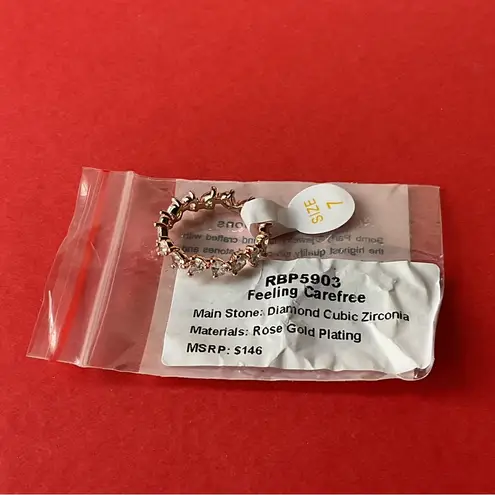 SIZE
7
RBP5903
Feeling Carefree
Main Stone: Diamond Cubic Zirconia
Materials: Rose Gold Plating
MSRP: $146